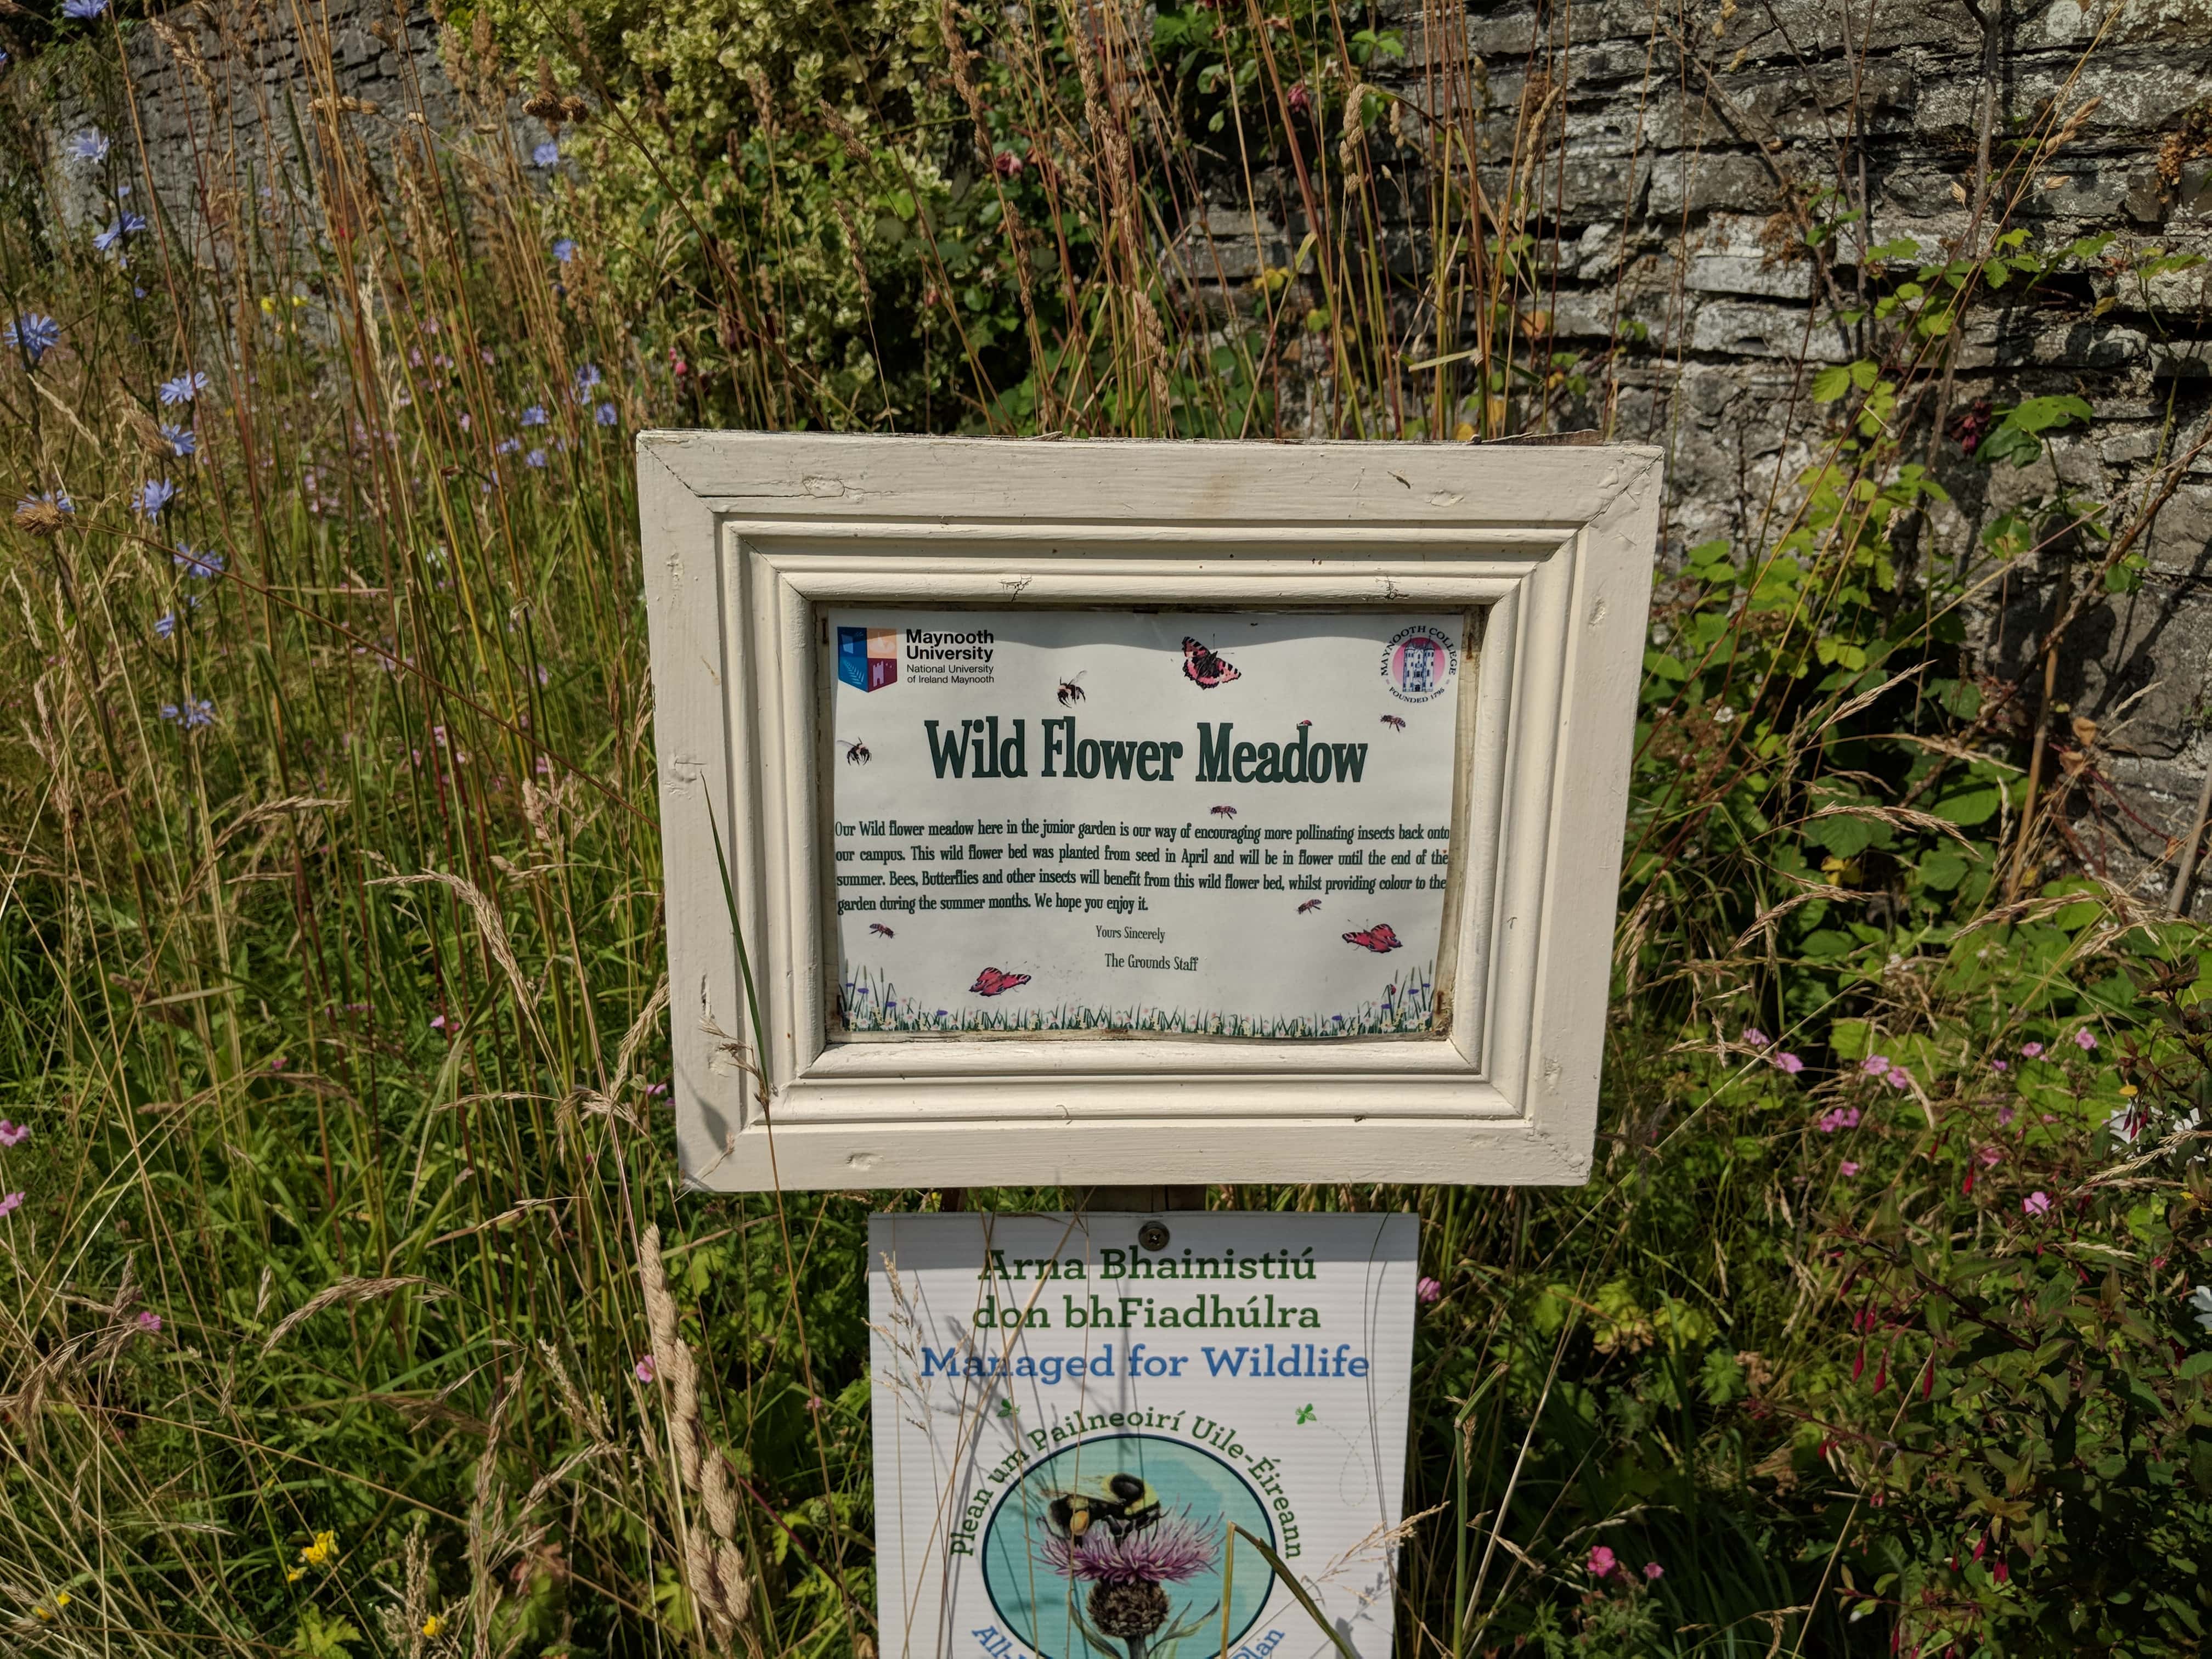 Maynooth
University
National University
of Ireland Maynooth
MAYNOOTH COLLEGE
FOUNDED 1795
Wild Flower Meadow
Our Wild flower meadow here in the junior garden is our way of encouraging more pollinating insects back onto
our campus. This wild flower bed was planted from seed in April and will be in flower until the end of the
summer. Bees, Butterflies and other insects will benefit from this wild flower bed, whilst providing colour to the
garden during the summer months. We hope you enjoy it.
Yours Sincerely
The Grounds Staff
Arna Bhainistiú
don bhFiadhúlra
Managed for Wildlife
Plean um Pailneoirí Uile-Éireann
Plan